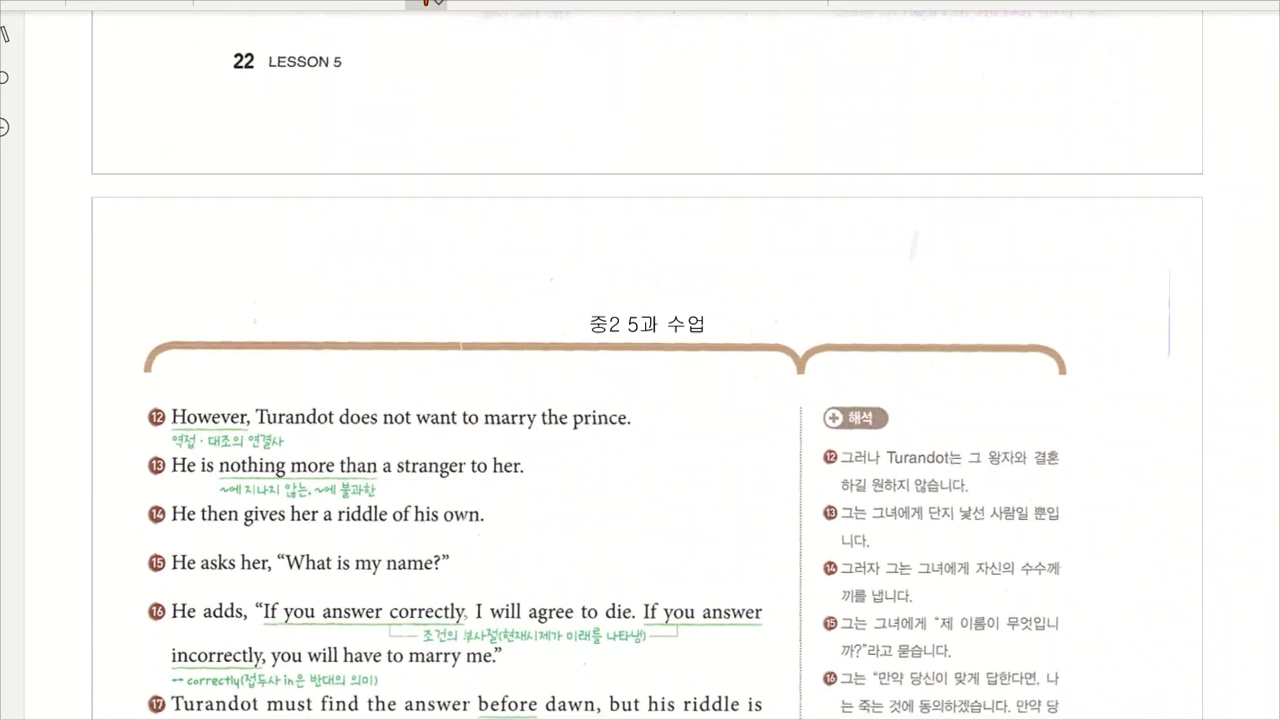 22 LESSON 5
중2 5과 수업
⑫ However, Turandot does not want to marry the prince.
역접 · 대조의 연결사
⑬ He is nothing more than a stranger to her.
~에 지나지 않는, ~에 불과한
⑭ He then gives her a riddle of his own.
⑮ He asks her, “What is my name?”
⑯ He adds, “If you answer correctly, I will agree to die. If you answer
조건의 부사절(현재시제가 미래를 나타냄)
incorrectly, you will have to marry me.”
↔ correctly(접두사 in은 반대의 의미)
⑰ Turandot must find the answer before dawn, but his riddle is
해석
⑫ 그러나 Turandot는 그 왕자와 결혼
하길 원하지 않습니다.
⑬ 그는 그녀에게 단지 낯선 사람일 뿐입
니다.
⑭ 그러자 그는 그녀에게 자신의 수수께
끼를 냅니다.
⑮ 그는 그녀에게 “제 이름이 무엇입니
까?”라고 묻습니다.
⑯ 그는 “만약 당신이 맞게 답한다면, 나
는 죽는 것에 동의하겠습니다. 만약 당